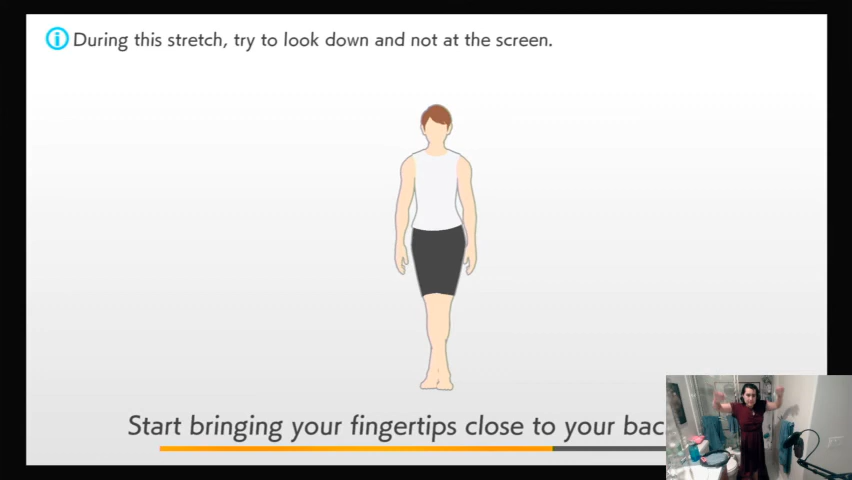 During this stretch, try to look down and not at the screen.
Start bringing your fingertips close to your bac